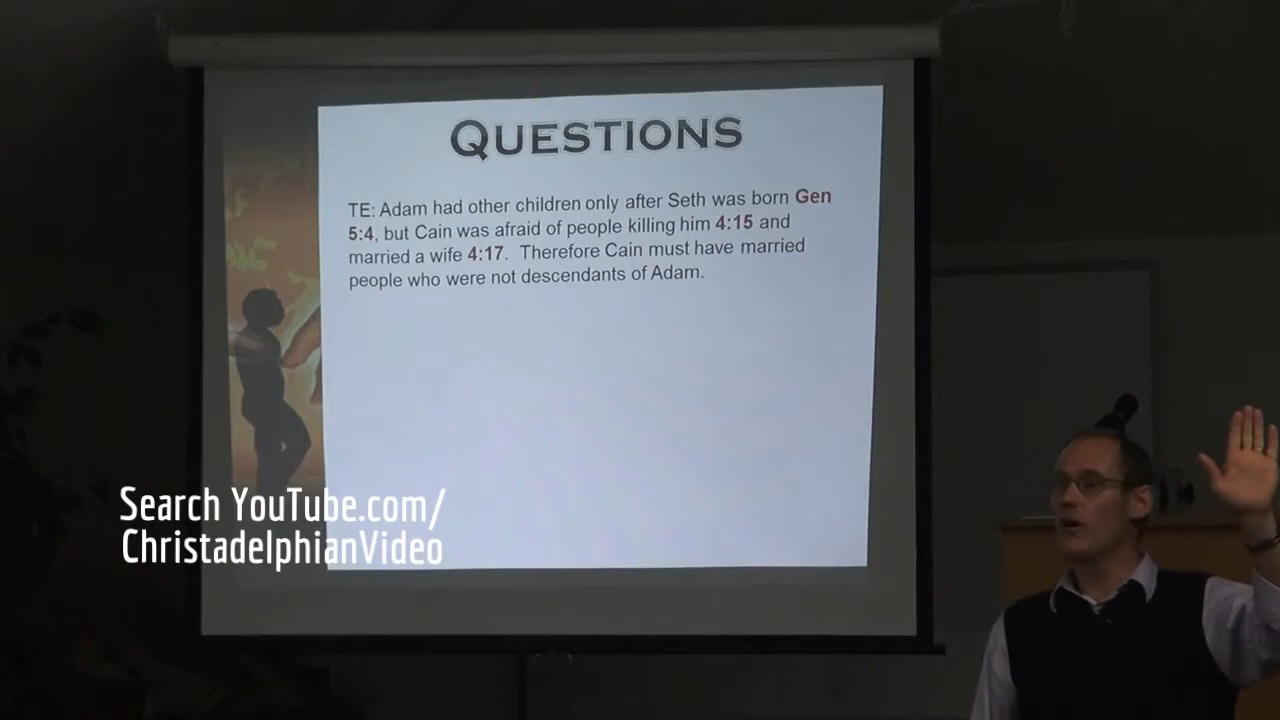 QUESTIONS
TE: Adam had other children only after Seth was born Gen
5:4, but Cain was afraid of people killing him 4:15 and
married a wife 4:17. Therefore Cain must have married
people who were not descendants of Adam.
Search YouTube.com/
ChristadelphianVideo